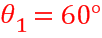 θ₁ = 60°